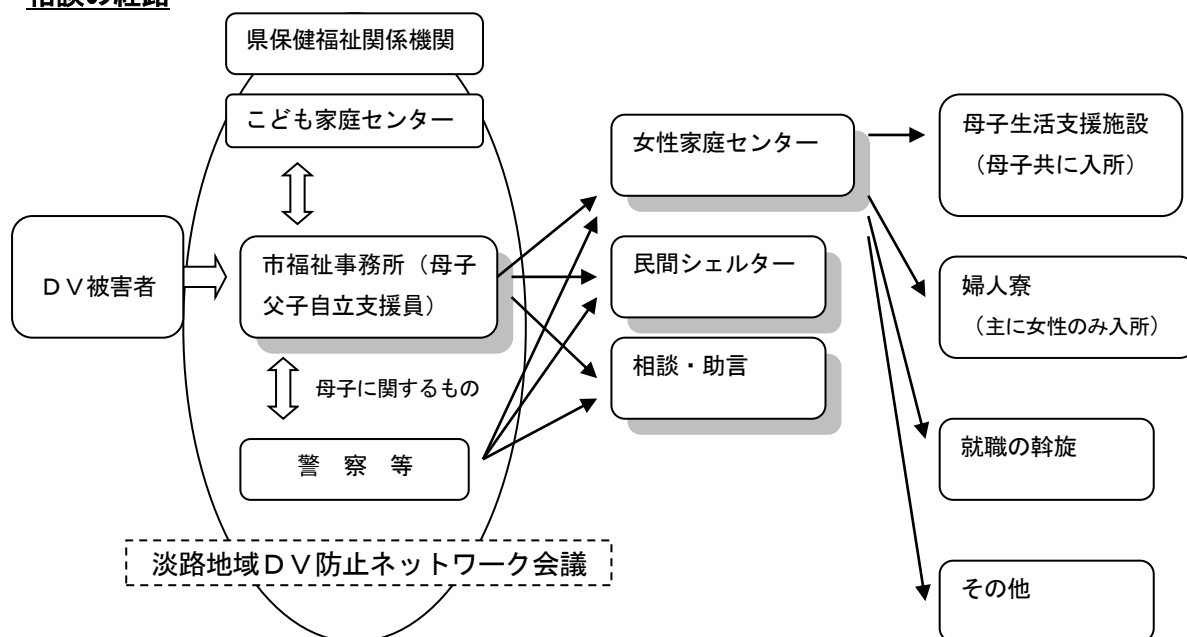 相談の経路
県保健福祉関係機関
こども家庭センター
DV被害者
市福祉事務所（母子
父子自立支援員）
母子に関するもの
警　察　等
淡路地域DV防止ネットワーク会議
女性家庭センター
民間シェルター
相談・助言
母子生活支援施設
（母子共に入所）
婦人寮
（主に女性のみ入所）
就職の斡旋
その他